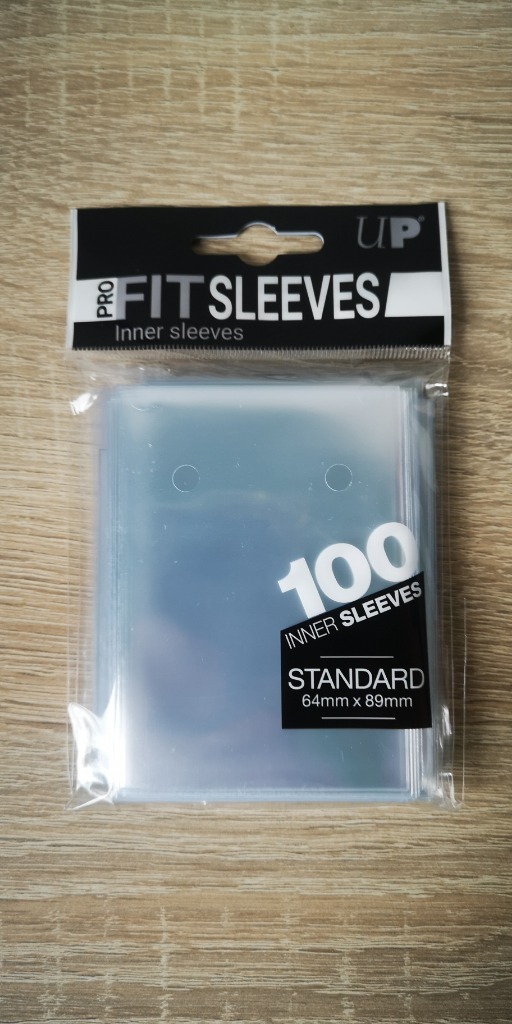 UP®
PRO FIT SLEEVES
Inner sleeves
100
INNER SLEEVES
STANDARD
64mm x 89mm